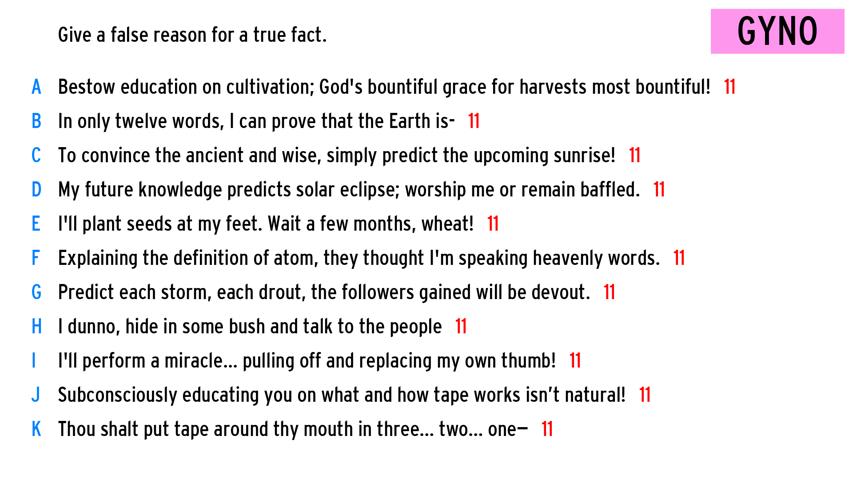 Give a false reason for a true fact.
GYNO
A Bestow education on cultivation; God's bountiful grace for harvests most bountiful! 11
B In only twelve words, I can prove that the Earth is- 11
C To convince the ancient and wise, simply predict the upcoming sunrise! 11
D My future knowledge predicts solar eclipse; worship me or remain baffled. 11
E I'll plant seeds at my feet. Wait a few months, wheat! 11
F Explaining the definition of atom, they thought I'm speaking heavenly words. 11
G Predict each storm, each drout, the followers gained will be devout. 11
H I dunno, hide in some bush and talk to the people 11
I I'll perform a miracle... pulling off and replacing my own thumb! 11
J Subconsciously educating you on what and how tape works isn’t natural! 11
K Thou shalt put tape around thy mouth in three... two... one— 11